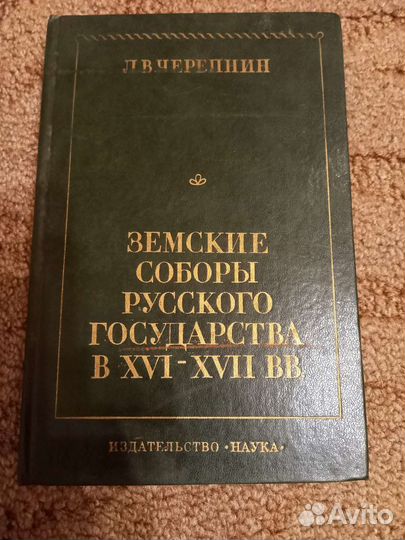 Л.В.ЧЕРЕПНИН
ЗЕМСКИЕ
СОБОРЫ
РУССКОГО
ГОСУДАРСТВА
В XVI-XVII ВВ.
ИЗДАТЕЛЬСТВО «НАУКА»
Avito